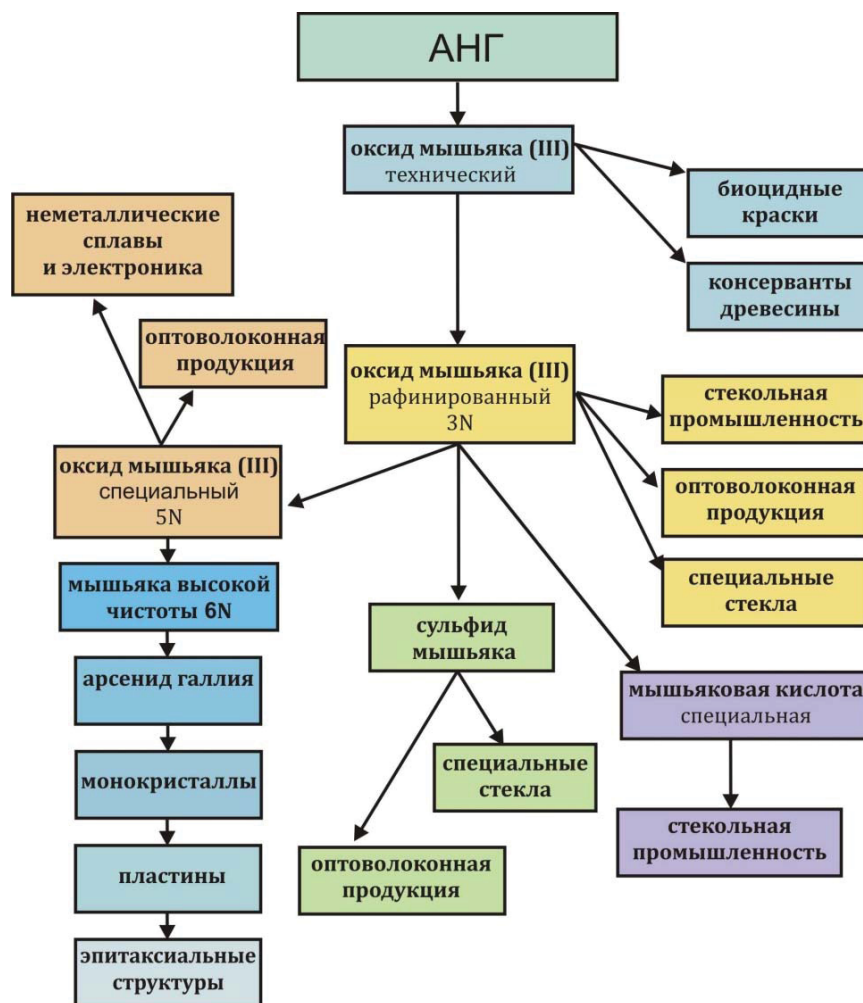 АНГ
оксид мышьяка (III)
технический
биоцидные
краски
консерванты
древесины
неметаллические
сплавы
и электроника
оптоволоконная
продукция
оксид мышьяка (III)
рафинированный
3N
стекольная
промышленность
оптоволоконная
продукция
специальные
стекла
оксид мышьяка (III)
специальный
5N
мышьяка высокой
чистоты 6N
арсенид галлия
монокристаллы
пластины
эпитаксиальные
структуры
сульфид
мышьяка
специальные
стекла
оптоволоконная
продукция
мышьяковая кислота
специальная
стекольная
промышленность